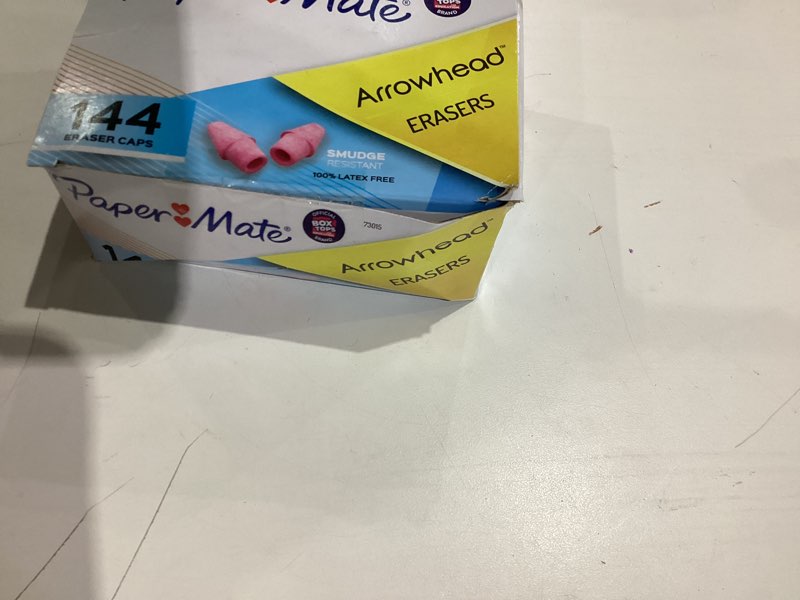 Paper Mate®
TOPS
BRAND
Arrowhead™
ERASERS
144
ERASER CAPS
SMUDGE
RESISTANT
100% LATEX FREE
Paper Mate®
OFFICIAL
BOX
TOPS
BRAND
73015
Arrowhead™
ERASERS